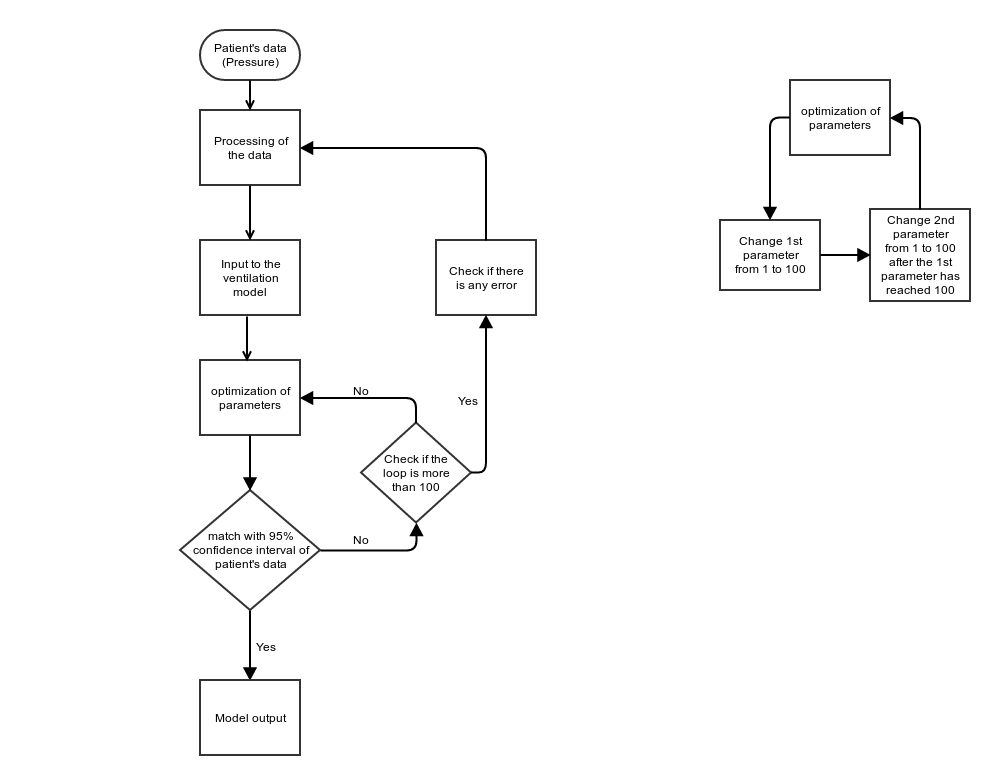 Patient's data
(Pressure)
Processing of
the data
Input to the
ventilation
model
Check if there
is any error
optimization of
parameters
No
Yes
Check if the
loop is more
than 100
match with 95%
confidence interval of
patient's data
No
Yes
Model output
optimization of
parameters
Change 1st
parameter
from 1 to 100
Change 2nd
parameter
from 1 to 100
after the 1st
parameter has
reached 100